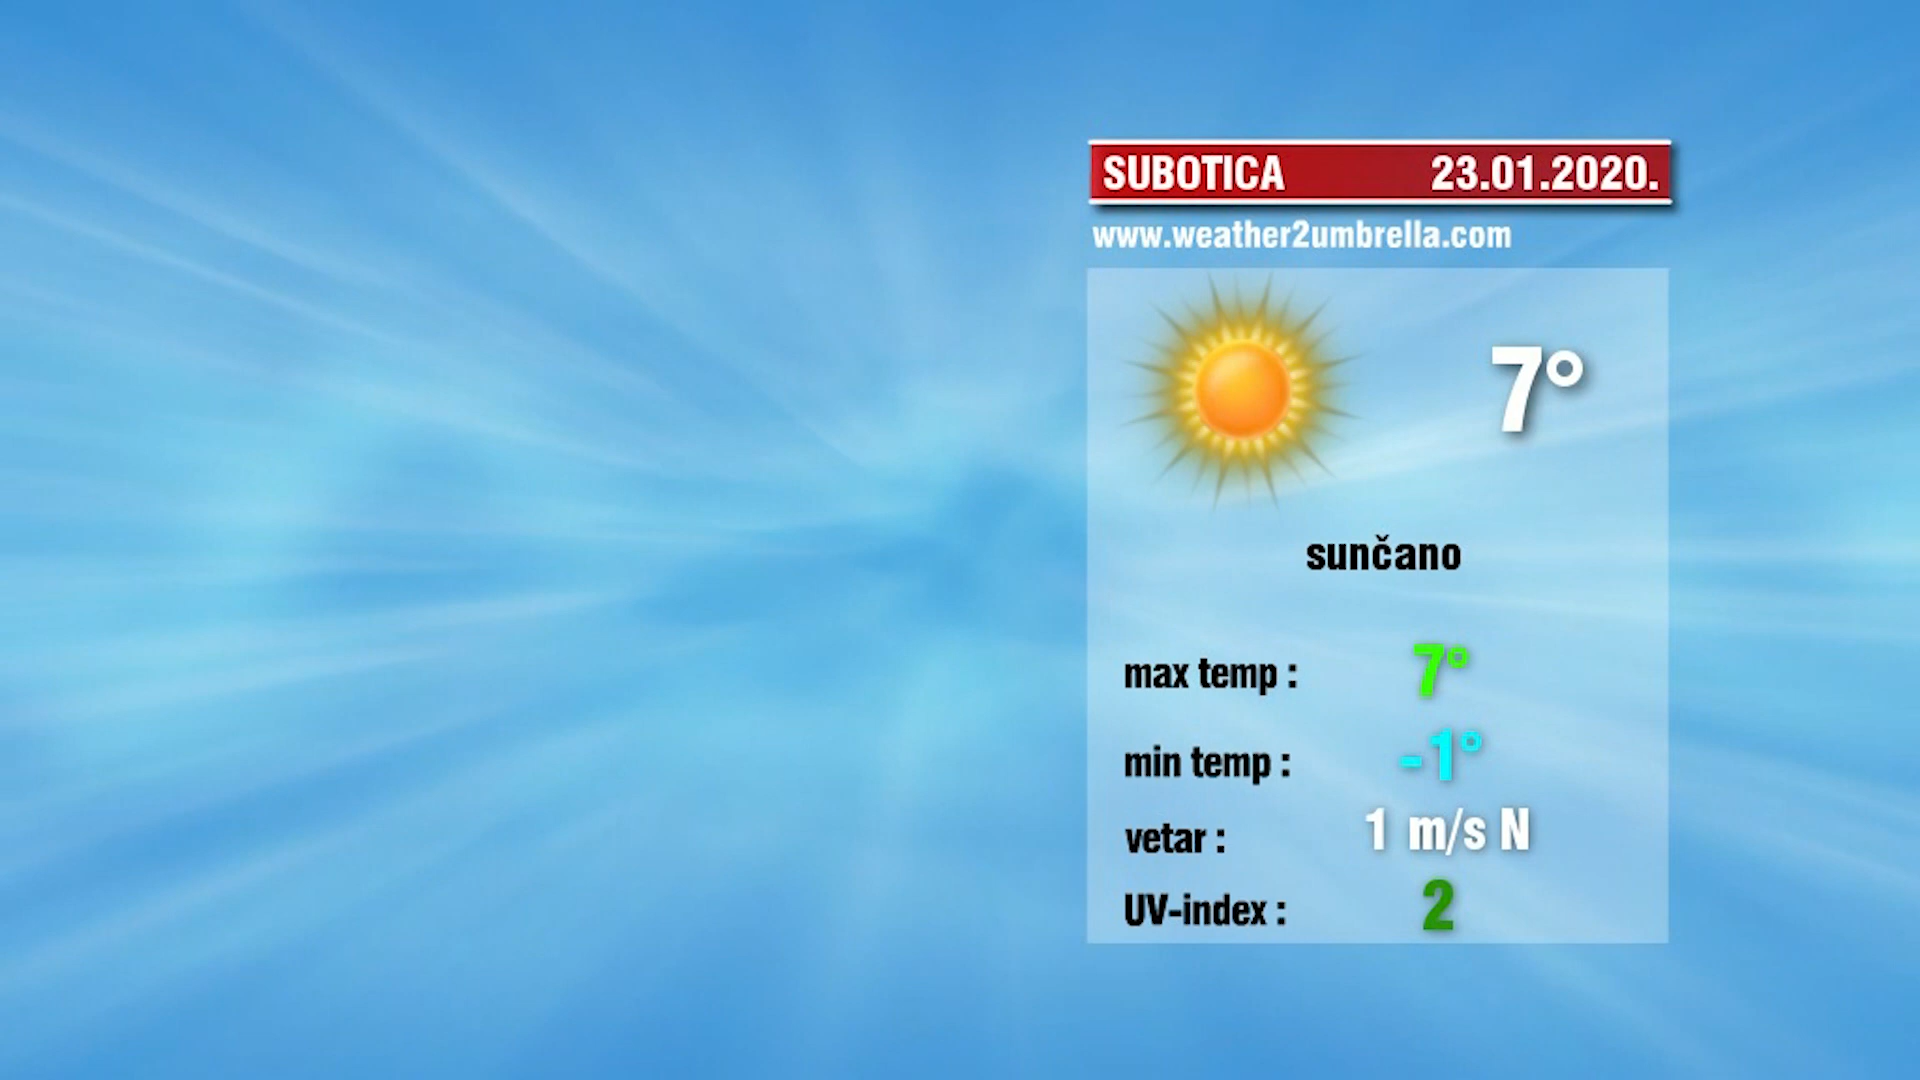 SUBOTICA 23.01.2020.
www.weather2umbrella.com
7°
sunčano
max temp : 7°
min temp : -1°
vetar : 1 m/s N
UV-index : 2